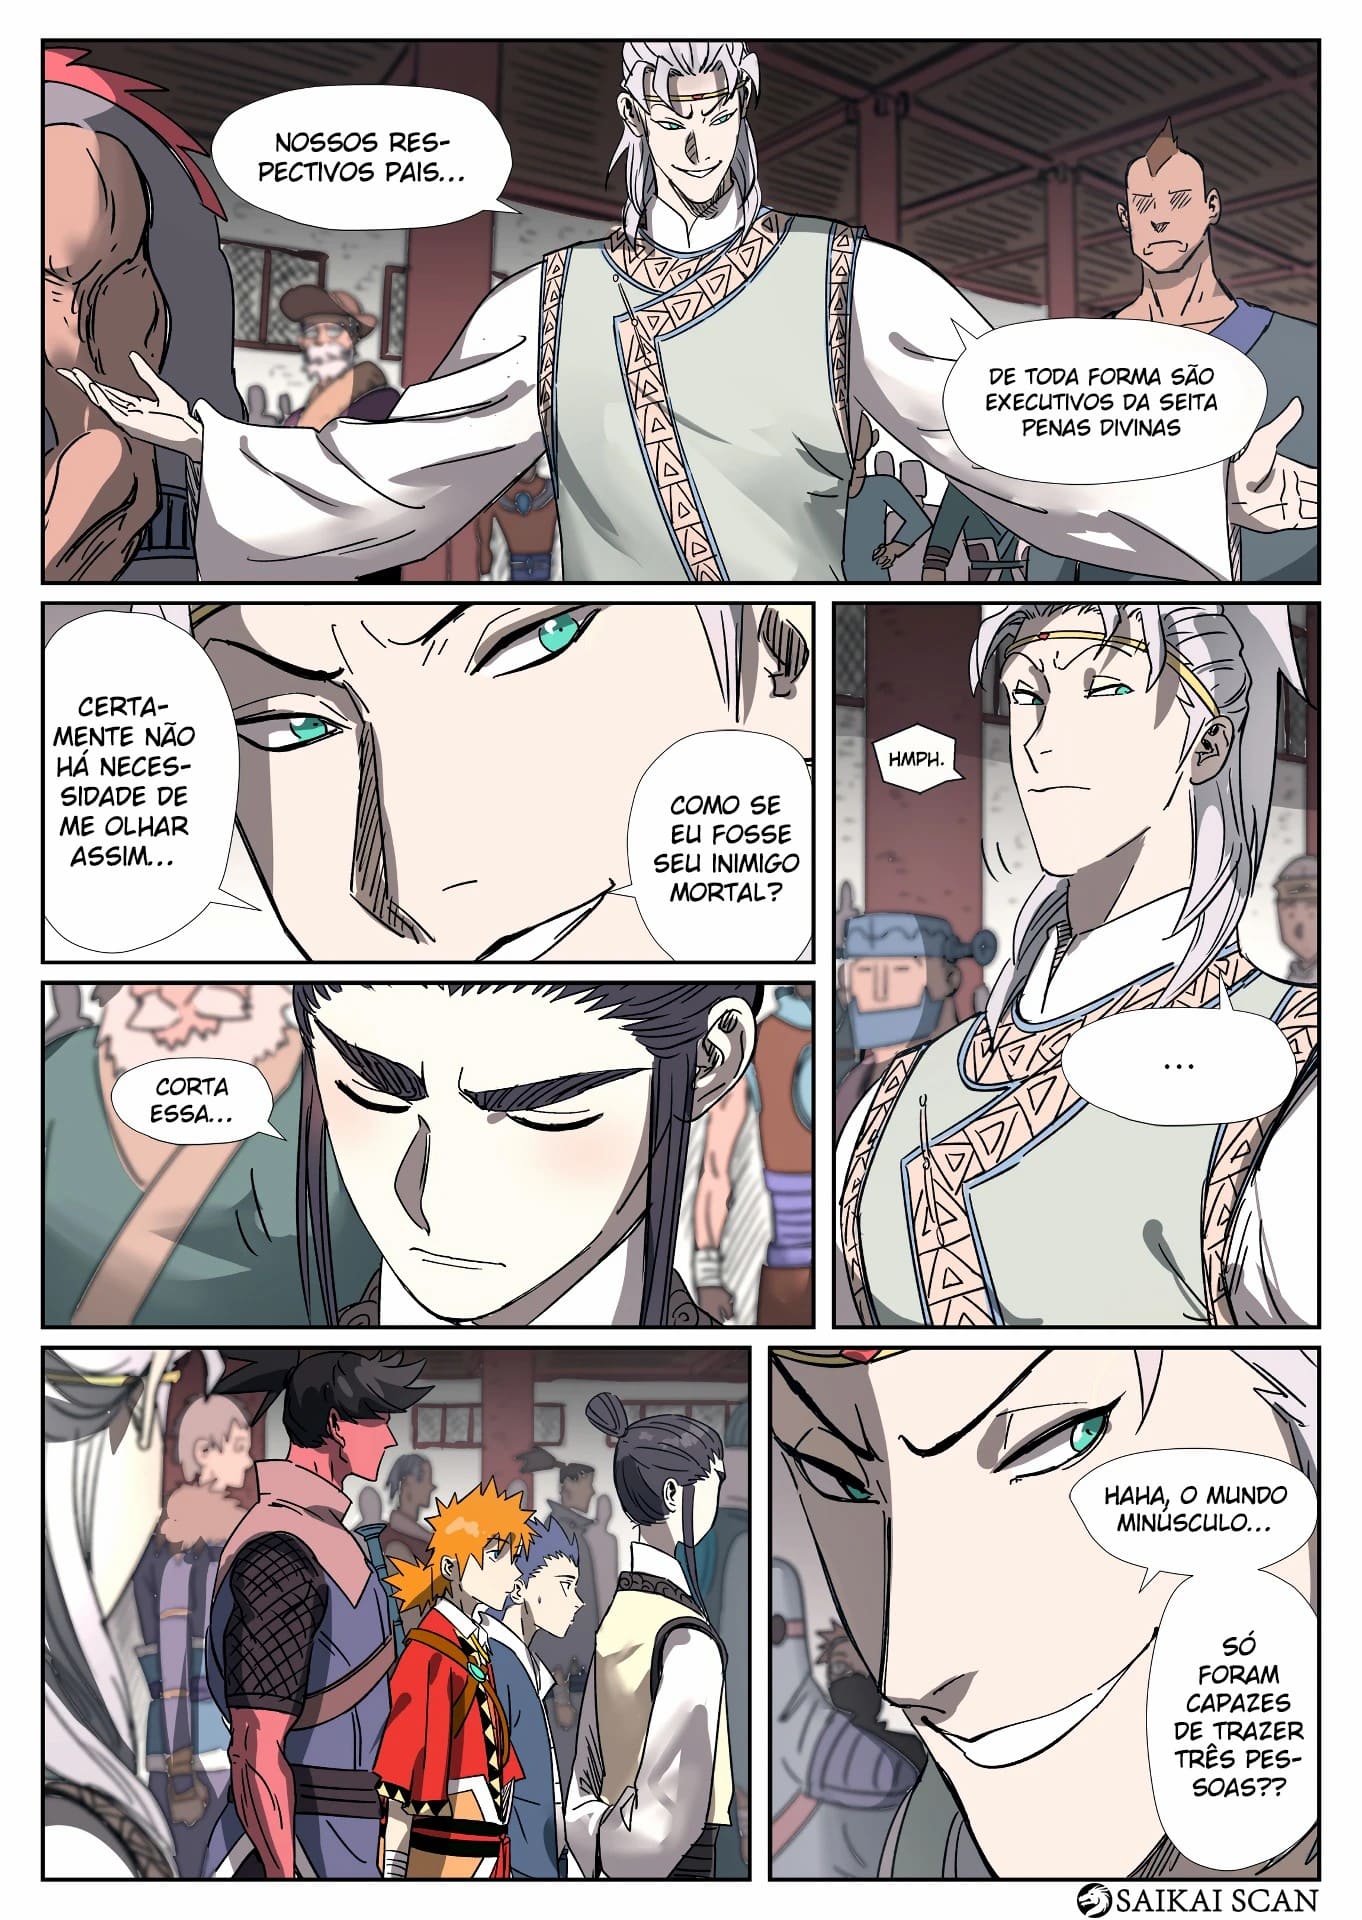 NOSSOS RES-
PECTIVOS PAIS...
DE TODA FORMA SÃO
EXECUTIVOS DA SEITA
PENAS DIVINAS
CERTA-
MENTE NÃO
HÁ NECES-
SIDADE DE
ME OLHAR
ASSIM...
COMO SE
EU FOSSE
SEU INIMIGO
MORTAL?
HMPH.
...
CORTA
ESSA...
HAHA, O MUNDO
MINÚSCULO...
SÓ
FORAM
CAPAZES
DE TRAZER
TRÊS PES-
SOAS??
SAIKAI SCAN